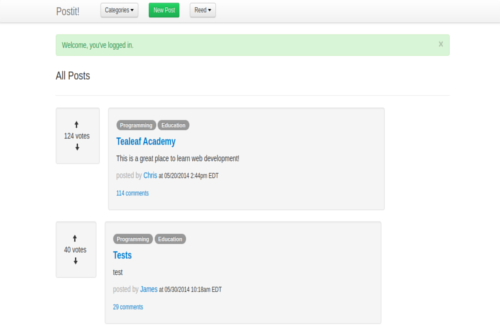 Postit!
Categories
New Post
Reed
Welcome, you've logged in.
x
All Posts
124 votes
Programming
Education
Tealeaf Academy
This is a great place to learn web development!
posted by Chris at 05/20/2014 2:44pm EDT
114 comments
40 votes
Programming
Education
Tests
test
posted by James at 05/30/2014 10:18am EDT
29 comments